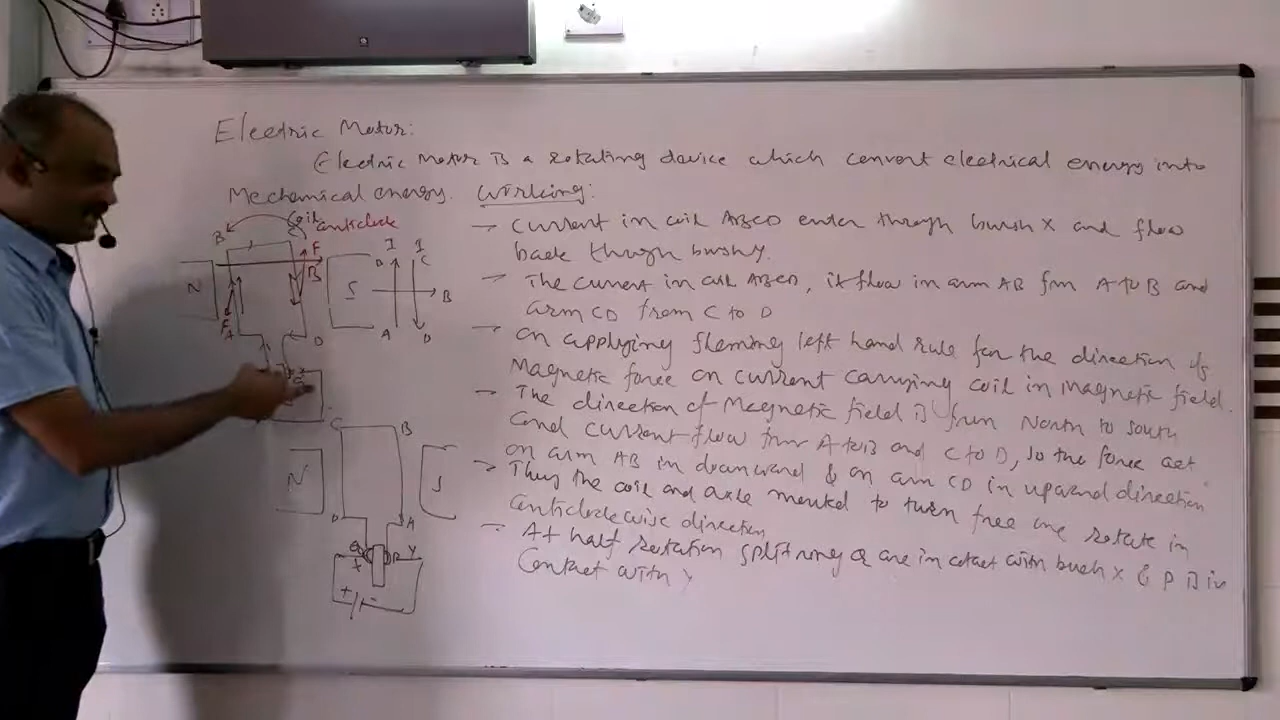 Electric Motor:
Electric Motor is a rotating device which convert electrical energy into
Mechanical energy. Working:
→ Current in coil ABCD enter through bursh X and flow
back through bursh y.
→ The current in coil ABCD, it flow in arm AB from A to B and
arm CD from C to D
→ on applying fleming left hand rule for the direction of
Magnetic force on current carrying coil in magnetic field.
→ The direction of Magnetic field is from North to South
and current flow from A to B and C to D, so the force act
on arm AB in downward & on arm CD in upward direction
→ Thus the coil and axle mounted to turn free are rotate in
anticlockwise direction
→ At half rotation split ring Q are in contact with bush X & P is in
Contact with y
Coil
anticlock
B
F
B
N
S
F
A
D
I I
D C
B
A D
C B
N S
D A
Q R Y
X
+ -